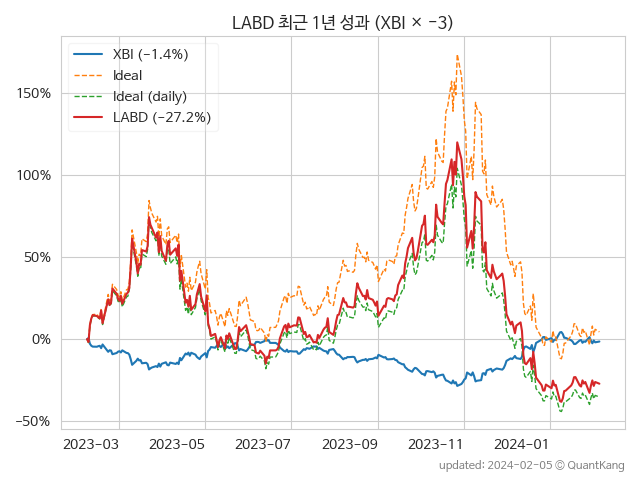 LABD 최근 1년 성과 (XBI × −3)
XBI (−1.4%)
Ideal
Ideal (daily)
LABD (−27.2%)
150%
100%
50%
0%
−50%
2023-03 2023-05 2023-07 2023-09 2023-11 2024-01
updated: 2024-02-05 © QuantKang